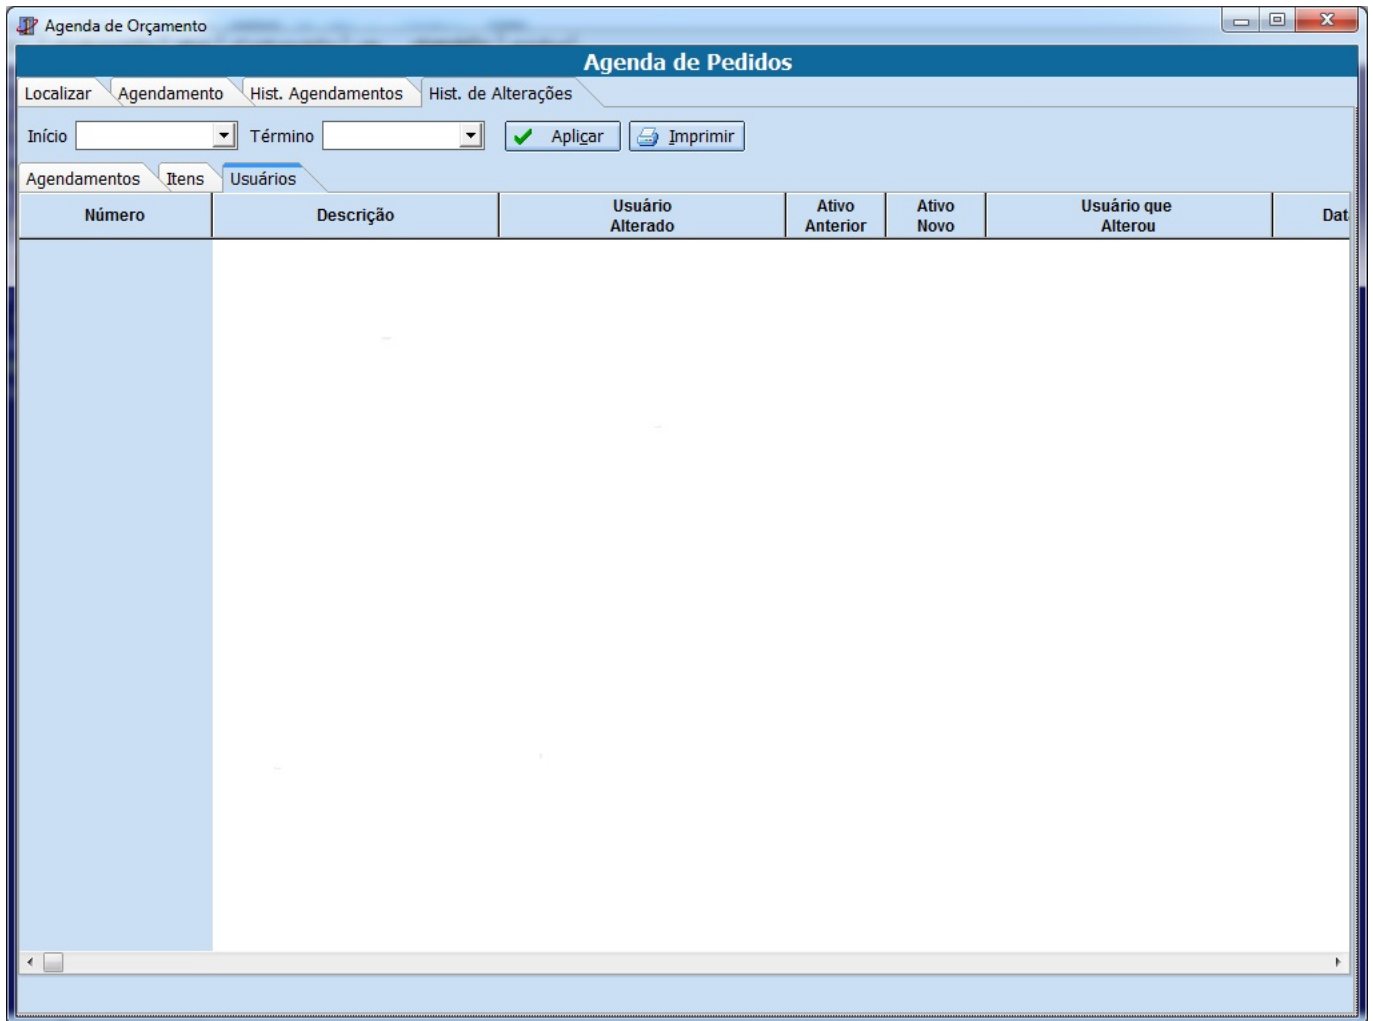 Agenda de Orçamento
Agenda de Pedidos
Localizar Agendamento Hist. Agendamentos Hist. de Alterações
Início Término Aplicar Imprimir
Agendamentos Itens Usuários
Número Descrição Usuário Alterado Ativo Anterior Ativo Novo Usuário que Alterou Dat